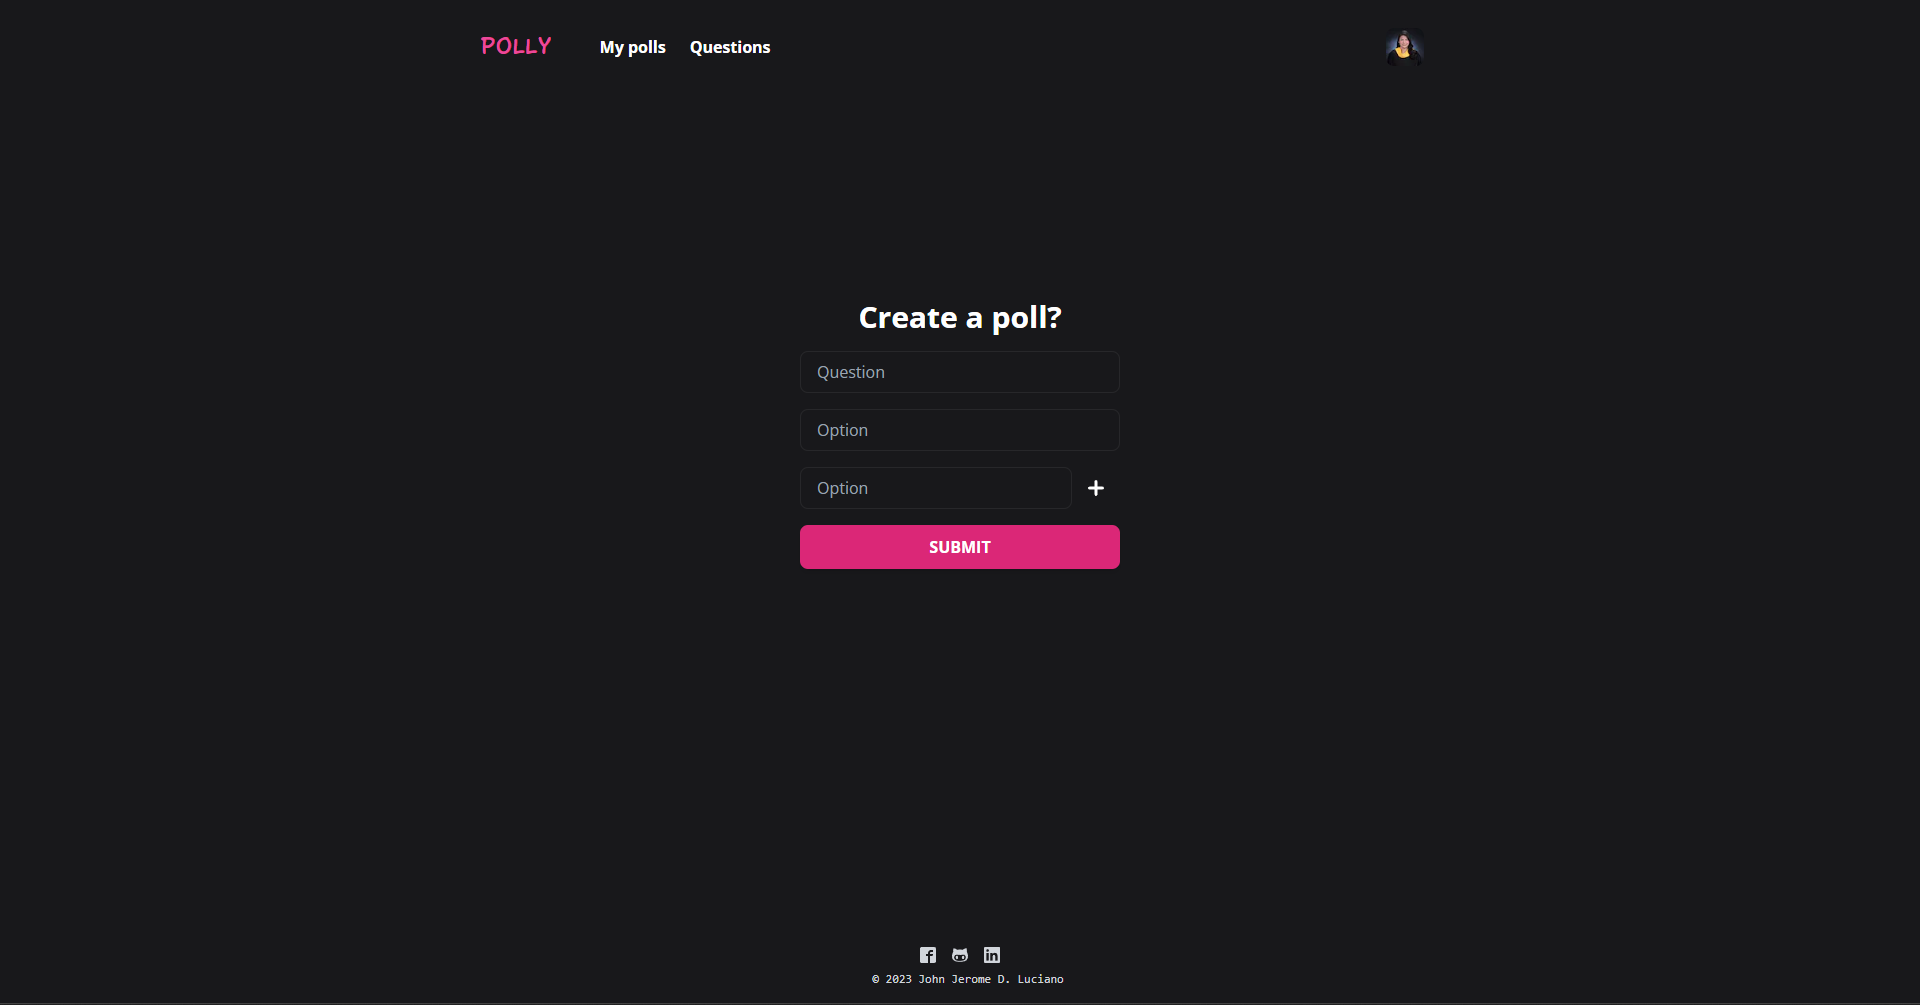 POLLY My polls Questions
Create a poll?
Question
Option
Option
SUBMIT
© 2023 John Jerome D. Luciano